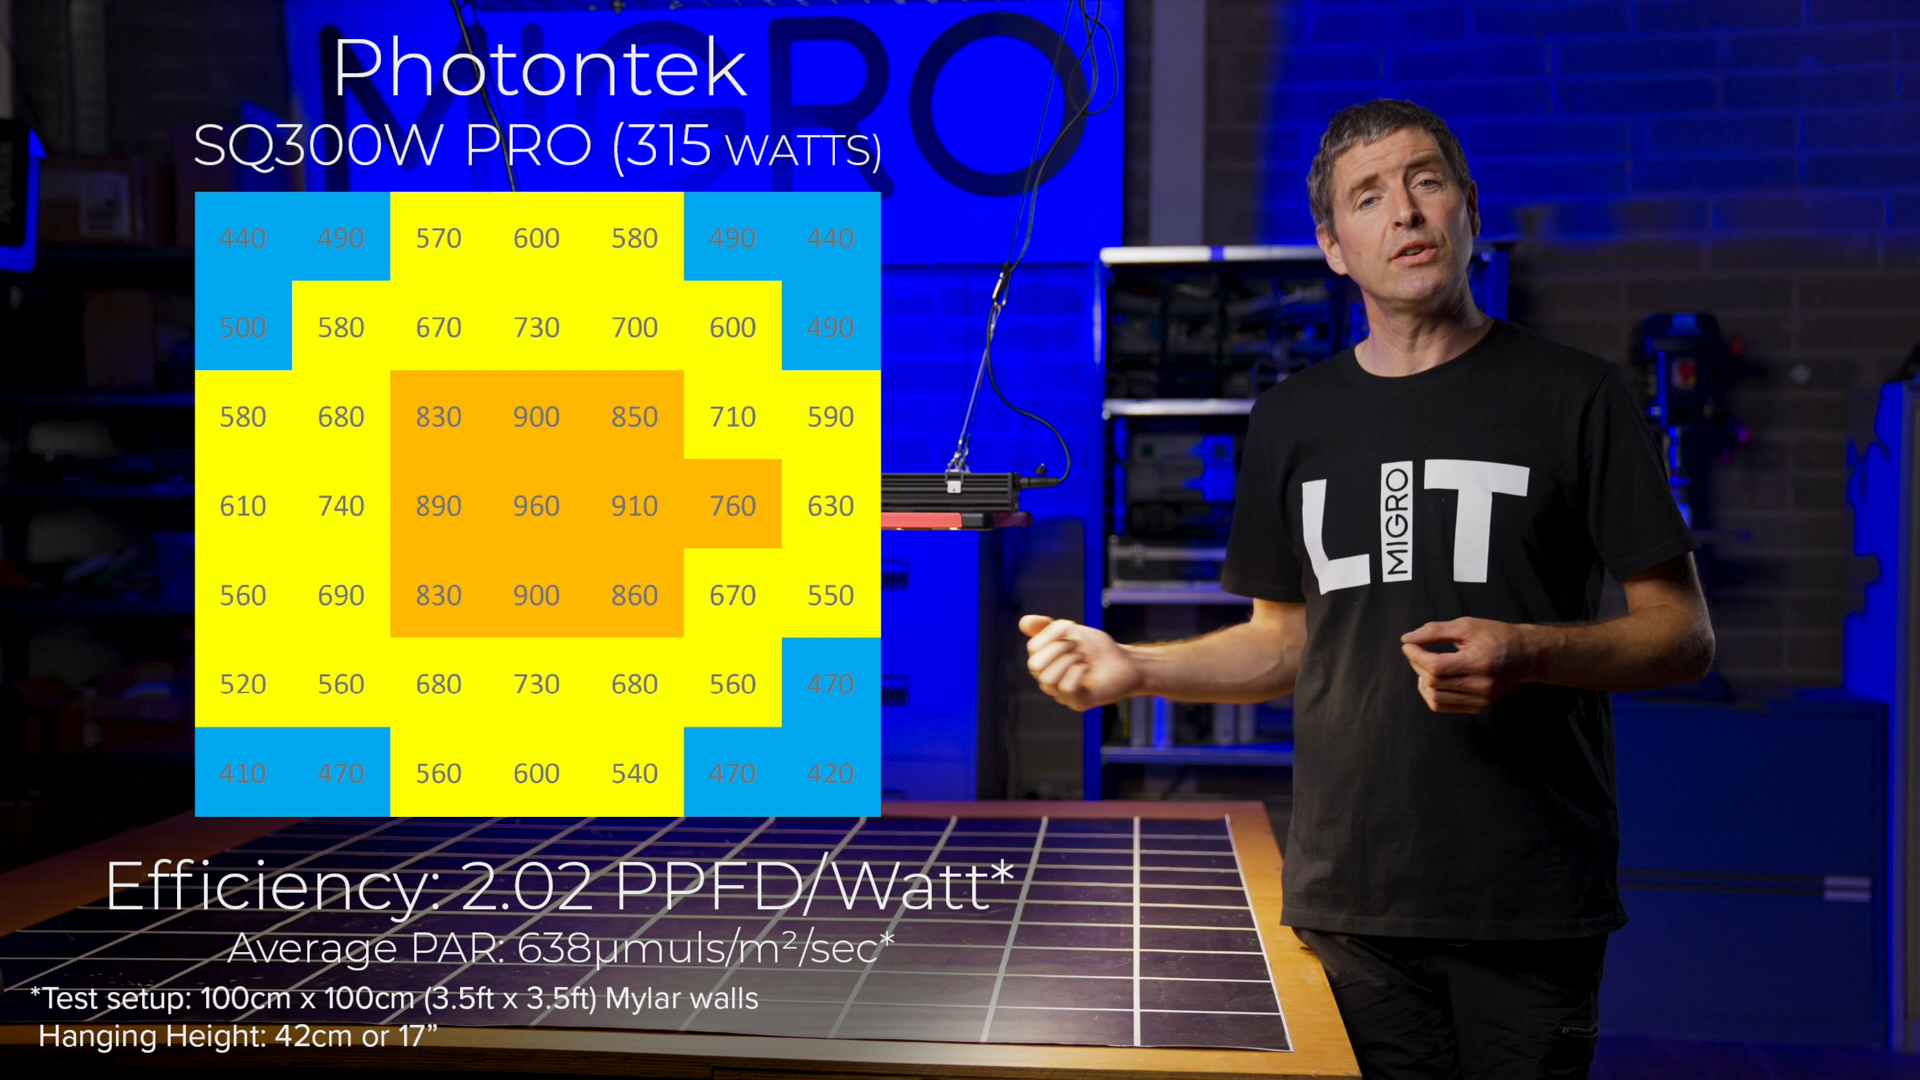 MIGRO
Photontek
SQ300W PRO (315 WATTS)
440 490 570 600 580 490 440
500 580 670 730 700 600 490
580 680 830 900 850 710 590
610 740 890 960 910 760 630
560 690 830 900 860 670 550
520 560 680 730 680 560 470
410 470 560 600 540 470 420
Efficiency: 2.02 PPFD/Watt*
Average PAR: 638µmuls/m²/sec*
*Test setup: 100cm x 100cm (3.5ft x 3.5ft) Mylar walls
Hanging Height: 42cm or 17”
L MIGRO T